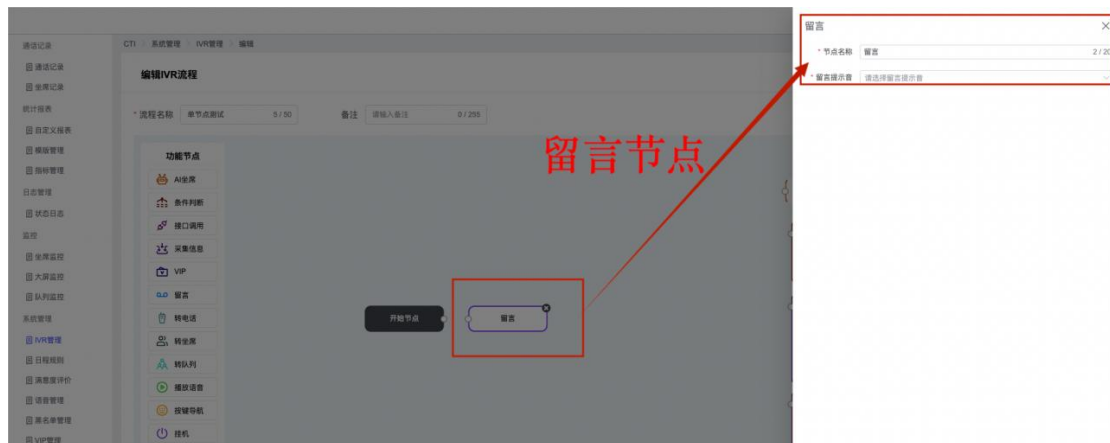 通话记录
通话记录
坐席记录
统计报表
自定义报表
模版管理
指标管理
日志管理
状态日志
监控
坐席监控
大屏监控
队列监控
系统管理
IVR管理
日程规则
满意度评价
语音管理
黑名单管理
VIP管理
CTI > 系统管理 > IVR管理 > 编辑
编辑IVR流程
* 流程名称 单节点测试 5 / 50 备注 请输入备注 0 / 255
功能节点
AI坐席
条件判断
接口调用
采集信息
VIP
留言
转电话
转坐席
转队列
播放语音
按键导航
挂机
留言节点
开始节点
留言
留言
* 节点名称 留言 2 / 20
* 留言提示音 请选择留言提示音